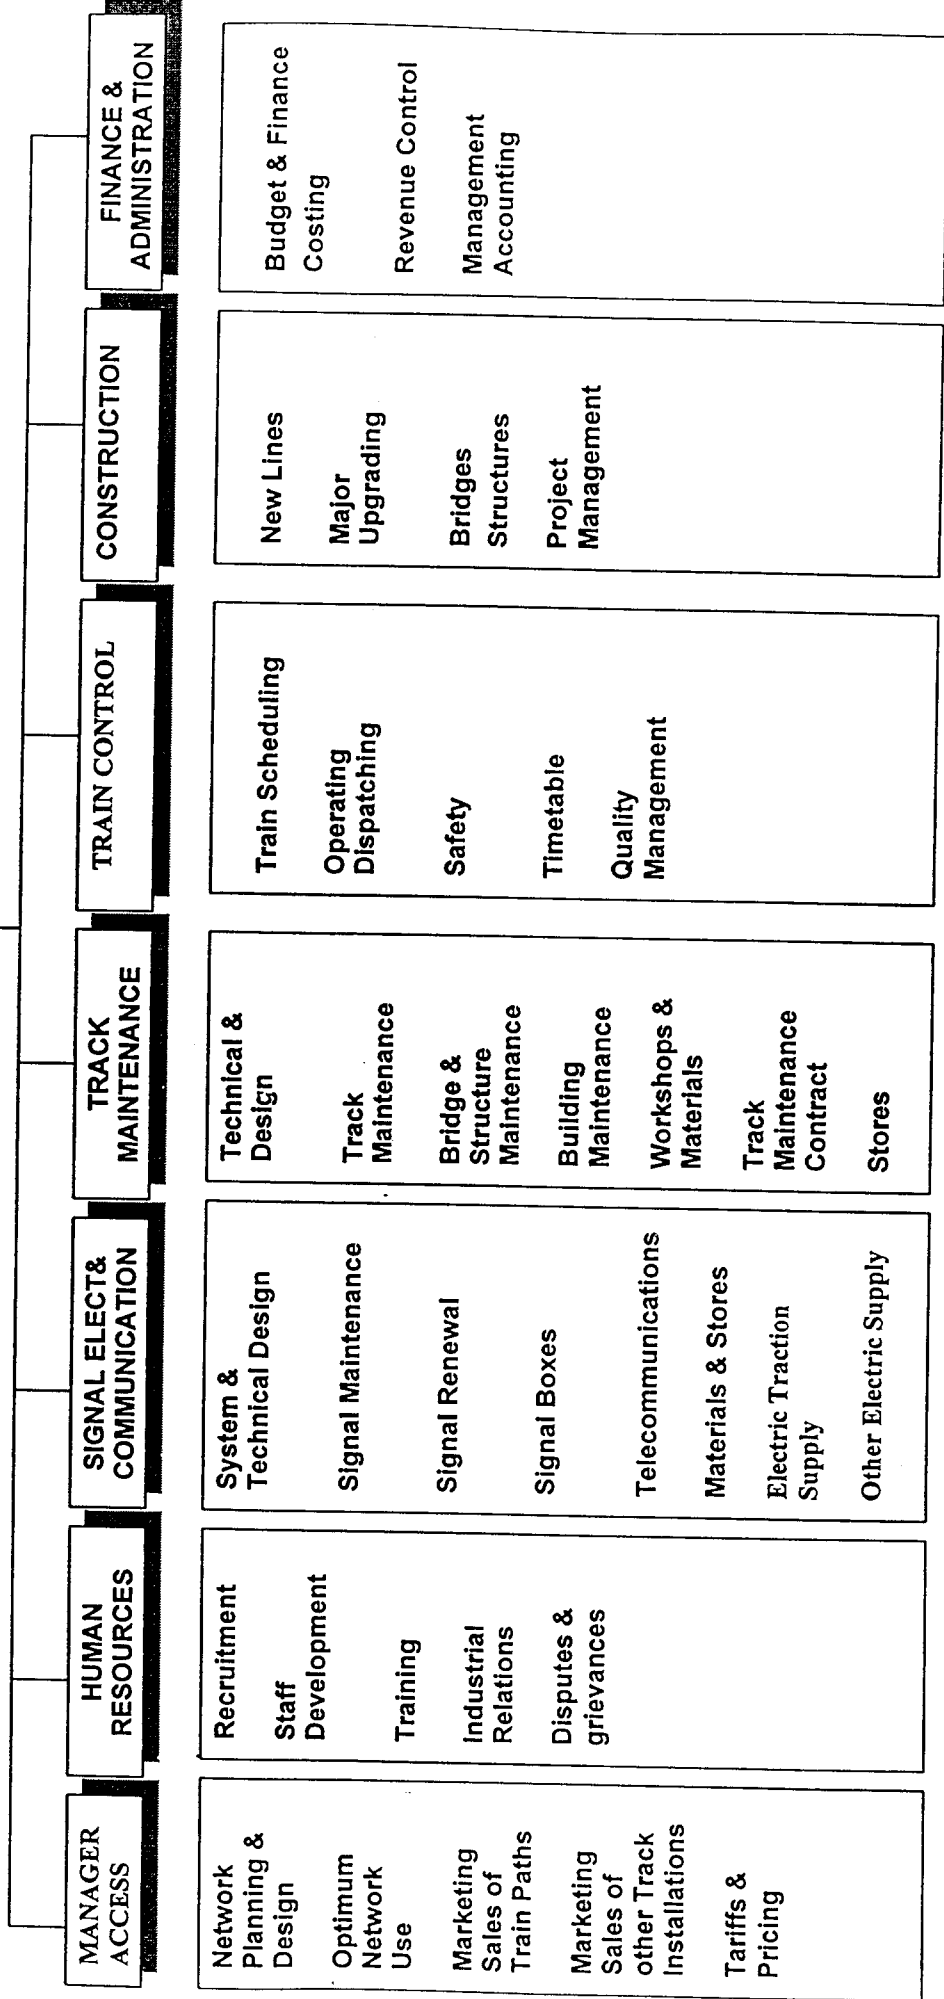 MANAGER
ACCESS
Network
Planning &
Design
Optimum
Network
Use
Marketing
Sales of
Train Paths
Marketing
Sales of
other Track
Installations
Tariffs &
Pricing
HUMAN
RESOURCES
Recruitment
Staff
Development
Training
Industrial
Relations
Disputes &
grievances
SIGNAL ELECT&
COMMUNICATION
System &
Technical Design
Signal Maintenance
Signal Renewal
Signal Boxes
Telecommunications
Materials & Stores
Electric Traction
Supply
Other Electric Supply
TRACK
MAINTENANCE
Technical &
Design
Track
Maintenance
Bridge &
Structure
Maintenance
Building
Maintenance
Workshops &
Materials
Track
Maintenance
Contract
Stores
TRAIN CONTROL
Train Scheduling
Operating
Dispatching
Safety
Timetable
Quality
Management
CONSTRUCTION
New Lines
Major
Upgrading
Bridges
Structures
Project
Management
FINANCE &
ADMINISTRATION
Budget & Finance
Costing
Revenue Control
Management
Accounting